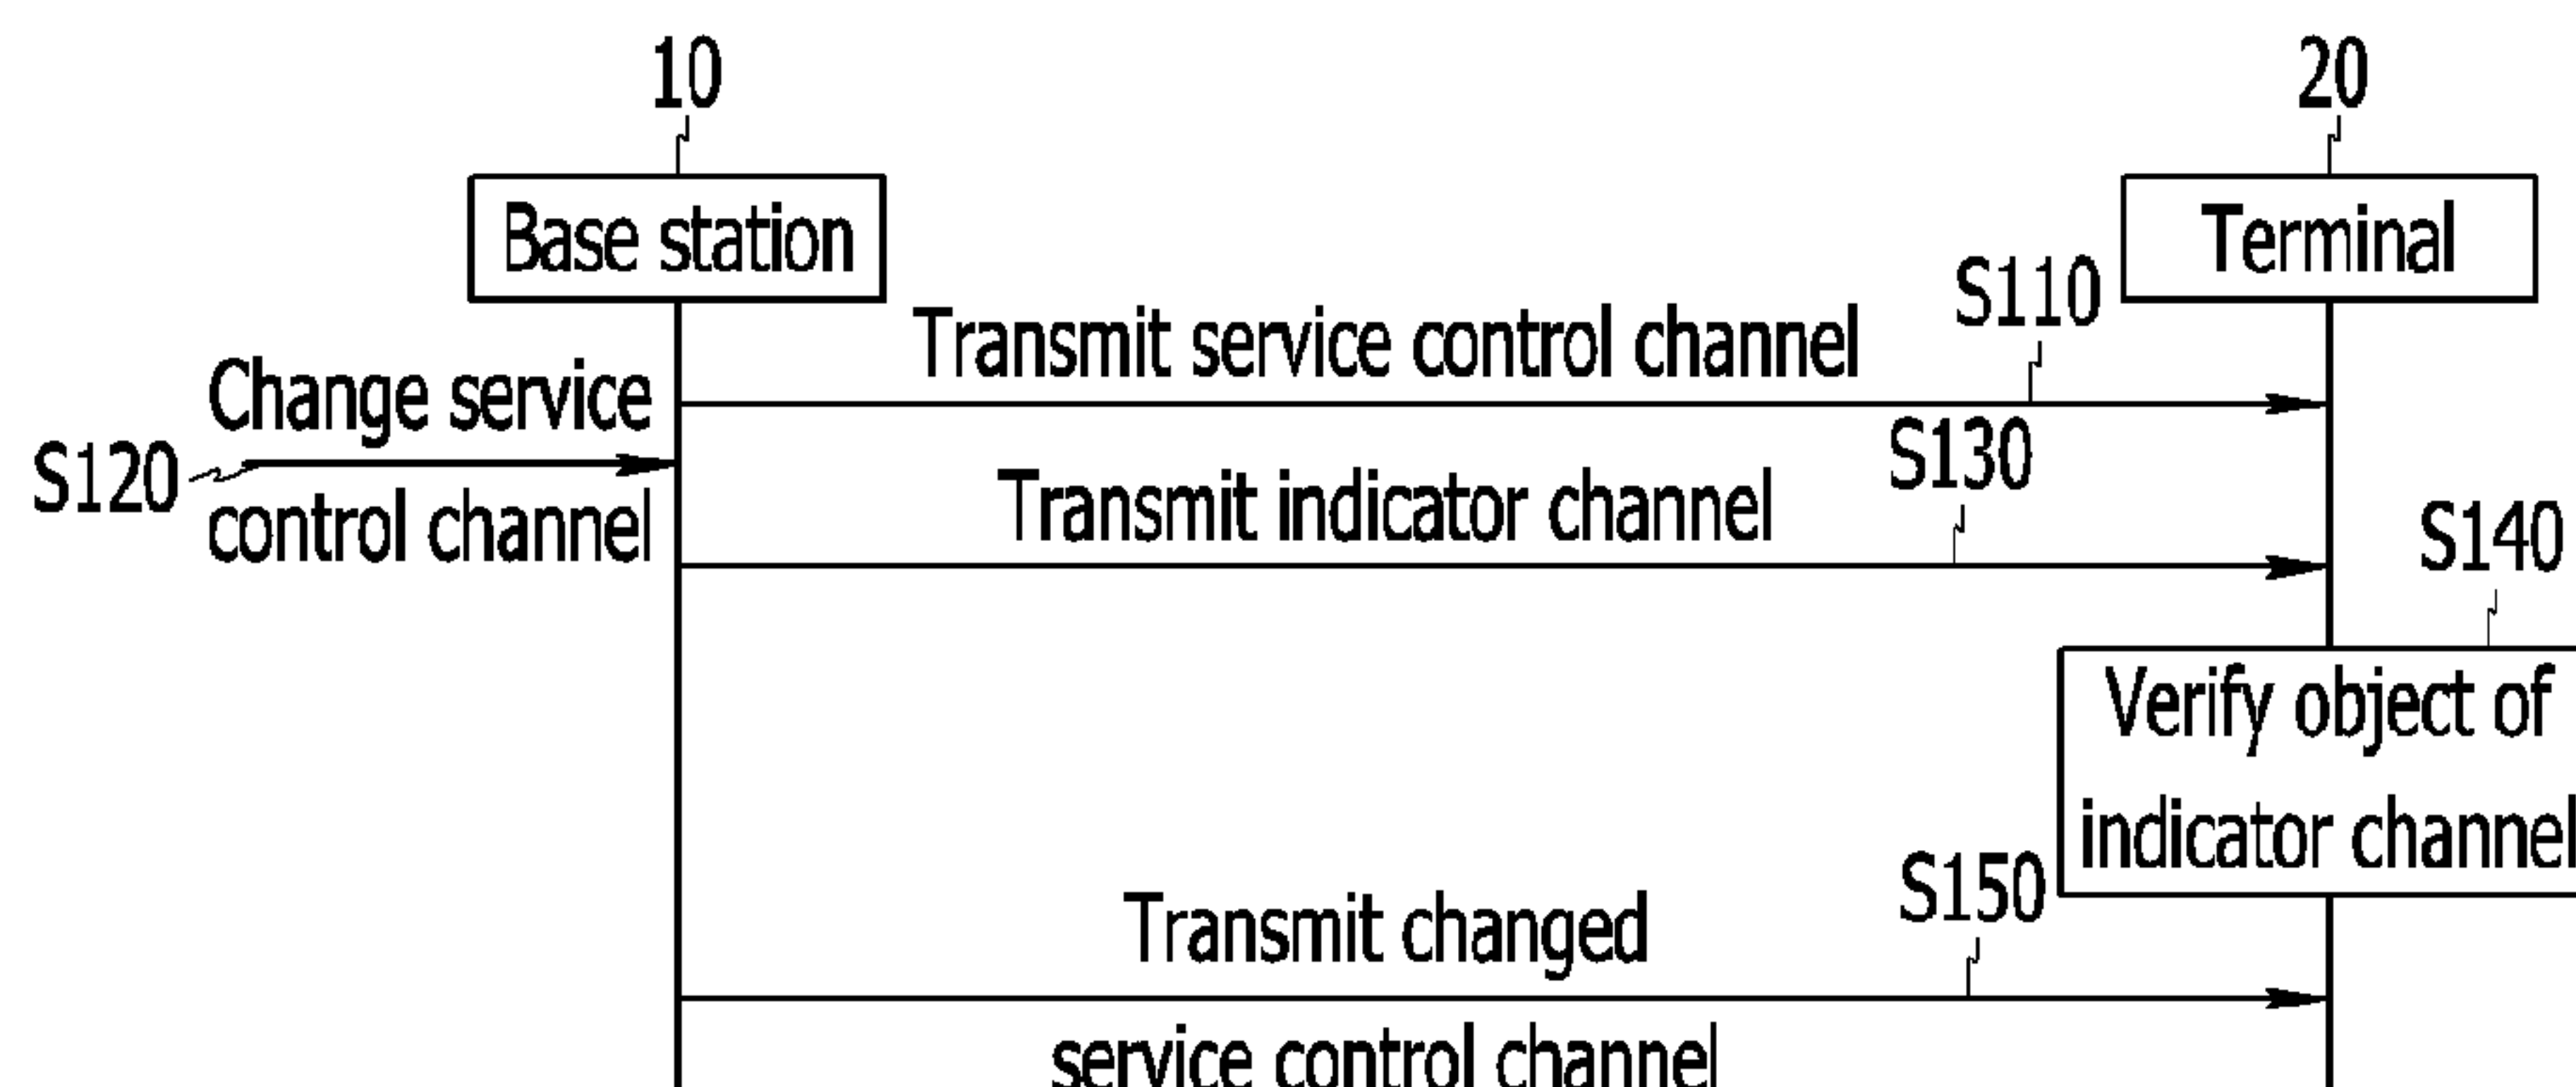 10
20
Base station
Terminal
S110
Transmit service control channel
Change service
S120
control channel
S130
Transmit indicator channel
S140
Verify object of
indicator channel
S150
Transmit changed
service control channel